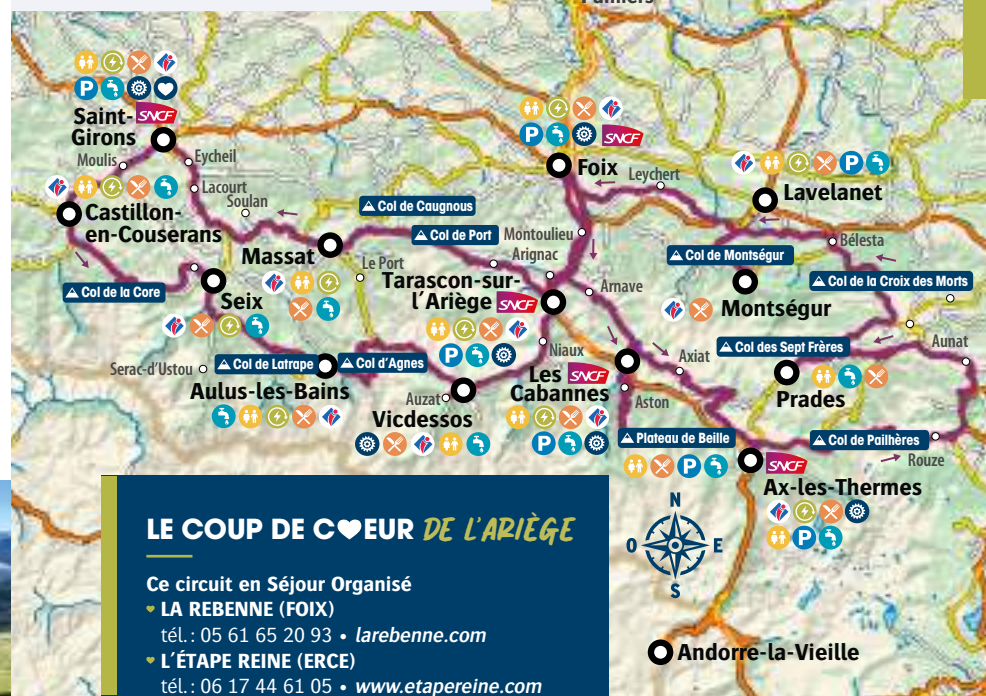 Pamiers
P
Saint-
Girons
SNCF
Moulis
Eycheil
Lacourt
Soulan
Castillon-
en-Couserans
Col de la Core
Seix
Massat
Col de Caugnous
Col de Port
Le Port
Serac-d'Ustou
Col de Latrape
Col d'Agnes
Aulus-les-Bains
Auzat
Vicdessos
P
SNCF
Foix
Leychert
Montoulieu
Arignac
Tarascon-sur-
l'Ariège
SNCF
P
Arnave
Niaux
Les
Cabannes
SNCF
P
Aston
Axiat
P
Lavelanet
Bélesta
Col de Montségur
Col de la Croix des Morts
Montségur
Col des Sept Frères
Aunat
Prades
Plateau de Beille
P
Col de Pailhères
Rouze
SNCF
Ax-les-Thermes
P
N
O
E
S
Andorre-la-Vieille
LE COUP DE C♥EUR DE L'ARIÈGE
Ce circuit en Séjour Organisé
♥ LA REBENNE (FOIX)
tél. : 05 61 65 20 93 • larebenne.com
♥ L'ÉTAPE REINE (ERCE)
tél. : 06 17 44 61 05 • www.etapereine.com